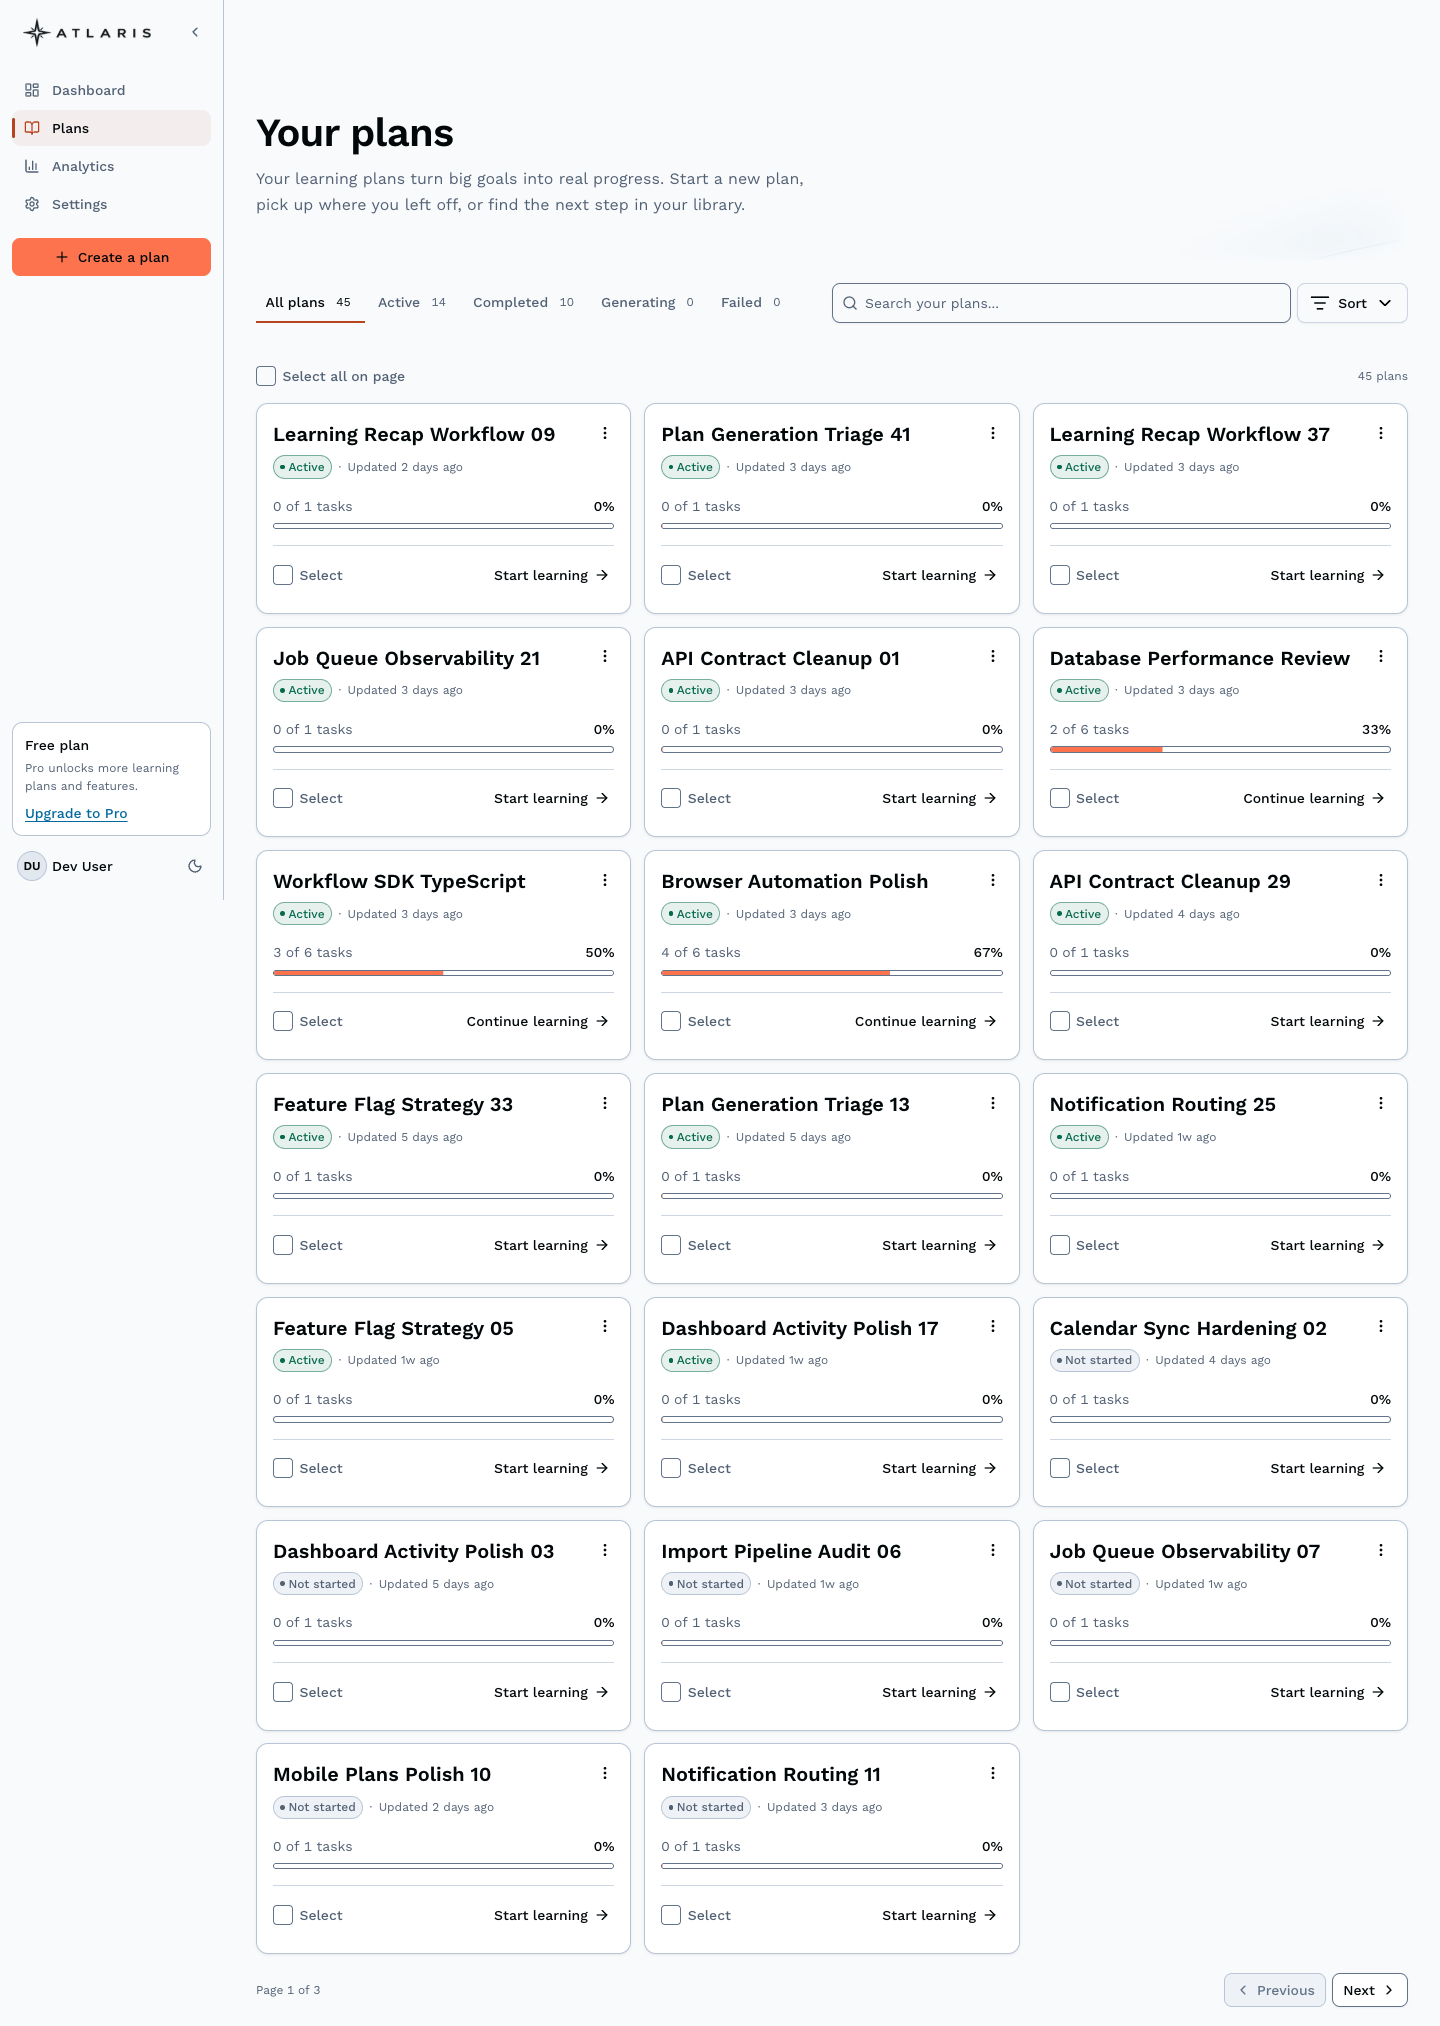 ATLARIS
Dashboard
Plans
Analytics
Settings
Create a plan
Free plan
Pro unlocks more learning
plans and features.
Upgrade to Pro
DU Dev User
Your plans
Your learning plans turn big goals into real progress. Start a new plan,
pick up where you left off, or find the next step in your library.
All plans 45 Active 14 Completed 10 Generating 0 Failed 0
Search your plans...
Sort
Select all on page
45 plans
Learning Recap Workflow 09
Active · Updated 2 days ago
0 of 1 tasks 0%
Select Start learning
Plan Generation Triage 41
Active · Updated 3 days ago
0 of 1 tasks 0%
Select Start learning
Learning Recap Workflow 37
Active · Updated 3 days ago
0 of 1 tasks 0%
Select Start learning
Job Queue Observability 21
Active · Updated 3 days ago
0 of 1 tasks 0%
Select Start learning
API Contract Cleanup 01
Active · Updated 3 days ago
0 of 1 tasks 0%
Select Start learning
Database Performance Review
Active · Updated 3 days ago
2 of 6 tasks 33%
Select Continue learning
Workflow SDK TypeScript
Active · Updated 3 days ago
3 of 6 tasks 50%
Select Continue learning
Browser Automation Polish
Active · Updated 3 days ago
4 of 6 tasks 67%
Select Continue learning
API Contract Cleanup 29
Active · Updated 4 days ago
0 of 1 tasks 0%
Select Start learning
Feature Flag Strategy 33
Active · Updated 5 days ago
0 of 1 tasks 0%
Select Start learning
Plan Generation Triage 13
Active · Updated 5 days ago
0 of 1 tasks 0%
Select Start learning
Notification Routing 25
Active · Updated 1w ago
0 of 1 tasks 0%
Select Start learning
Feature Flag Strategy 05
Active · Updated 1w ago
0 of 1 tasks 0%
Select Start learning
Dashboard Activity Polish 17
Active · Updated 1w ago
0 of 1 tasks 0%
Select Start learning
Calendar Sync Hardening 02
Not started · Updated 4 days ago
0 of 1 tasks 0%
Select Start learning
Dashboard Activity Polish 03
Not started · Updated 5 days ago
0 of 1 tasks 0%
Select Start learning
Import Pipeline Audit 06
Not started · Updated 1w ago
0 of 1 tasks 0%
Select Start learning
Job Queue Observability 07
Not started · Updated 1w ago
0 of 1 tasks 0%
Select Start learning
Mobile Plans Polish 10
Not started · Updated 2 days ago
0 of 1 tasks 0%
Select Start learning
Notification Routing 11
Not started · Updated 3 days ago
0 of 1 tasks 0%
Select Start learning
Page 1 of 3
Previous
Next